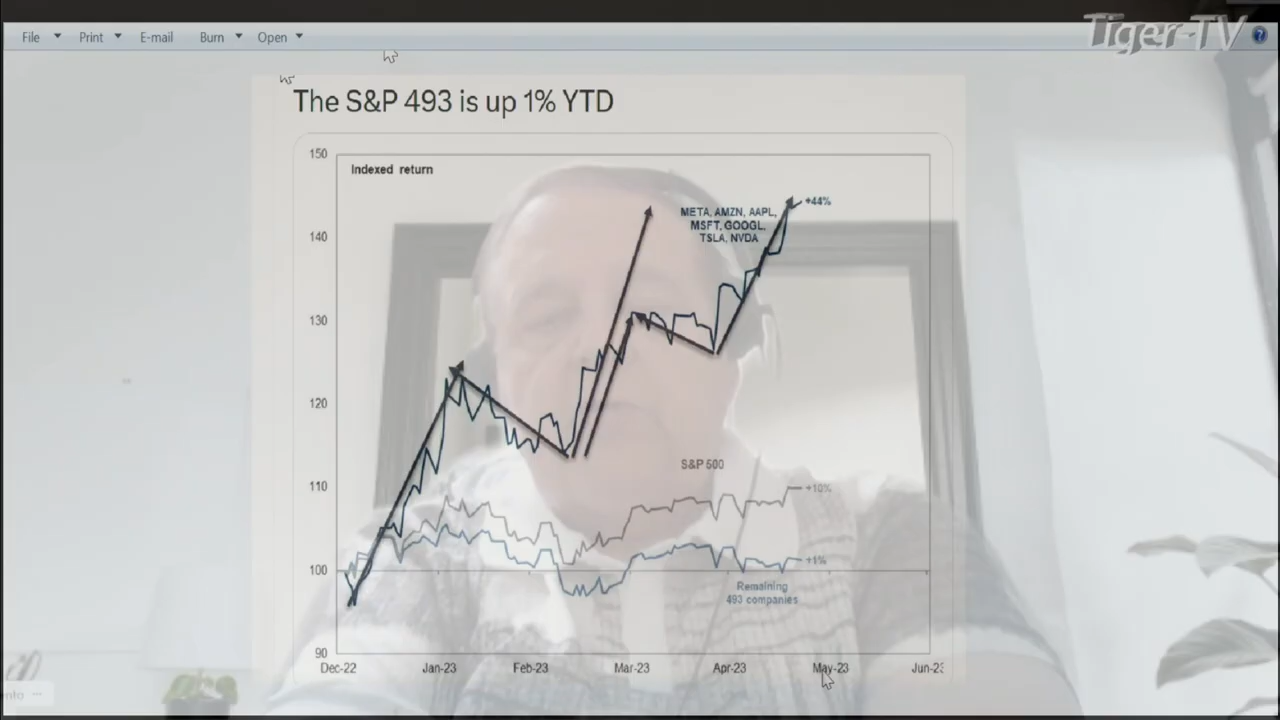 File Print E-mail Burn Open
Tiger-TV
The S&P 493 is up 1% YTD
150
Indexed return
+44%
META, AMZN, AAPL,
MSFT, GOOGL,
TSLA, NVDA
140
130
120
S&P 500
110
+10%
100
+1%
Remaining
493 companies
90
Dec-22 Jan-23 Feb-23 Mar-23 Apr-23 May-23